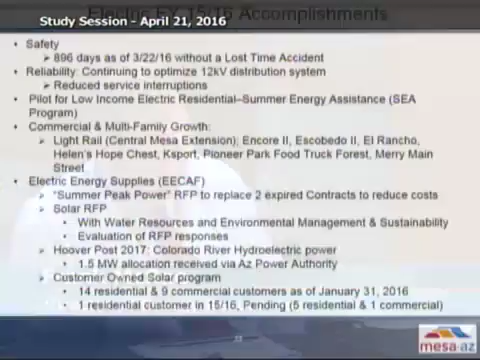 Electric FY 15/16 Accomplishments
Study Session - April 21, 2016
• Safety
➢ 896 days as of 3/22/16 without a Lost Time Accident
• Reliability: Continuing to optimize 12kV distribution system
➢ Reduced service interruptions
• Pilot for Low Income Electric Residential–Summer Energy Assistance (SEA
Program)
• Commercial & Multi-Family Growth:
➢ Light Rail (Central Mesa Extension); Encore II, Escobedo II, El Rancho,
Helen's Hope Chest, Ksport, Pioneer Park Food Truck Forest, Merry Main
Street
• Electric Energy Supplies (EECAF)
➢ "Summer Peak Power" RFP to replace 2 expired Contracts to reduce costs
➢ Solar RFP
• With Water Resources and Environmental Management & Sustainability
• Evaluation of RFP responses
➢ Hoover Post 2017: Colorado River Hydroelectric power
• 1.5 MW allocation received via Az Power Authority
➢ Customer Owned Solar program
• 14 residential & 9 commercial customers as of January 31, 2016
• 1 residential customer in 15/16, Pending (5 residential & 1 commercial)
mesa·az